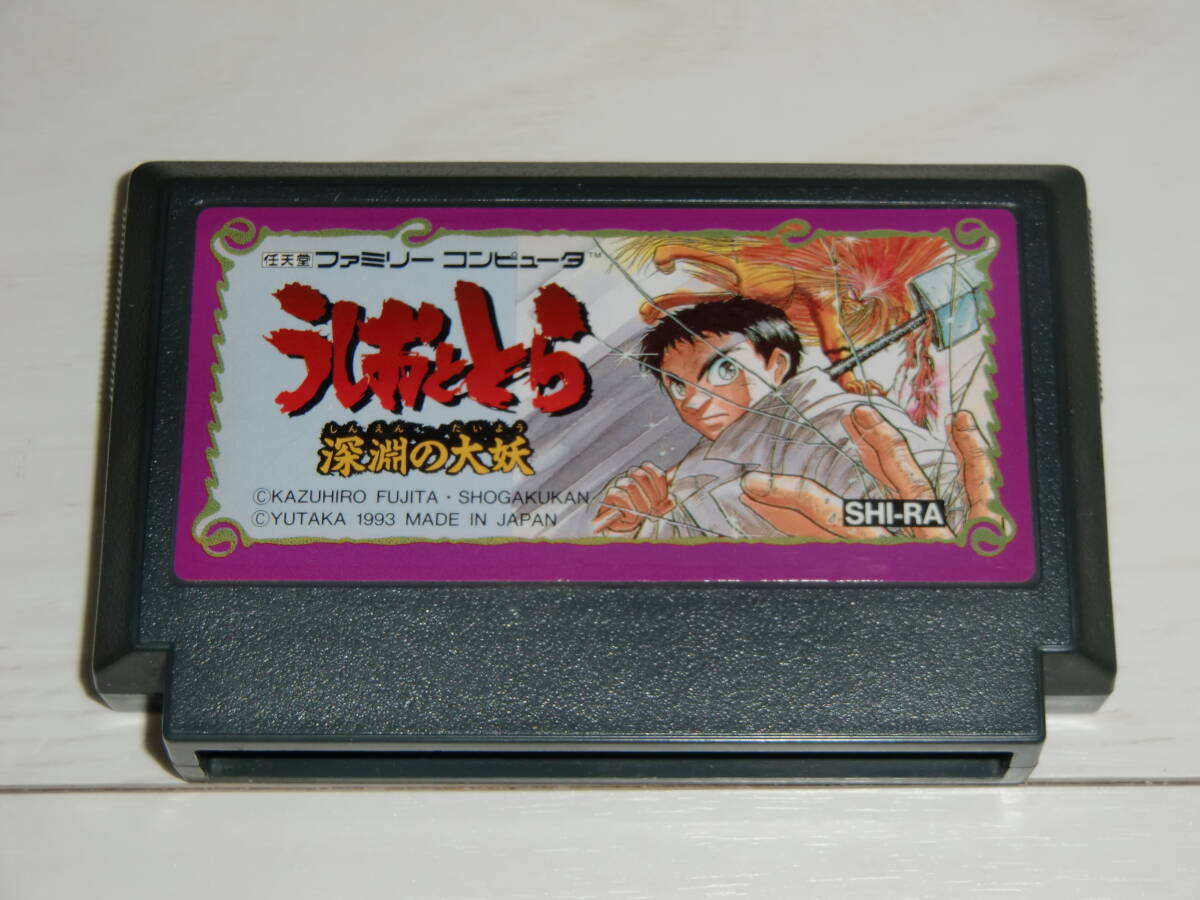 任天堂 ファミリー コンピュータ™
うしおととら
しんえん たいよう
深淵の大妖
©KAZUHIRO FUJITA・SHOGAKUKAN
©YUTAKA 1993 MADE IN JAPAN
SHI-RA